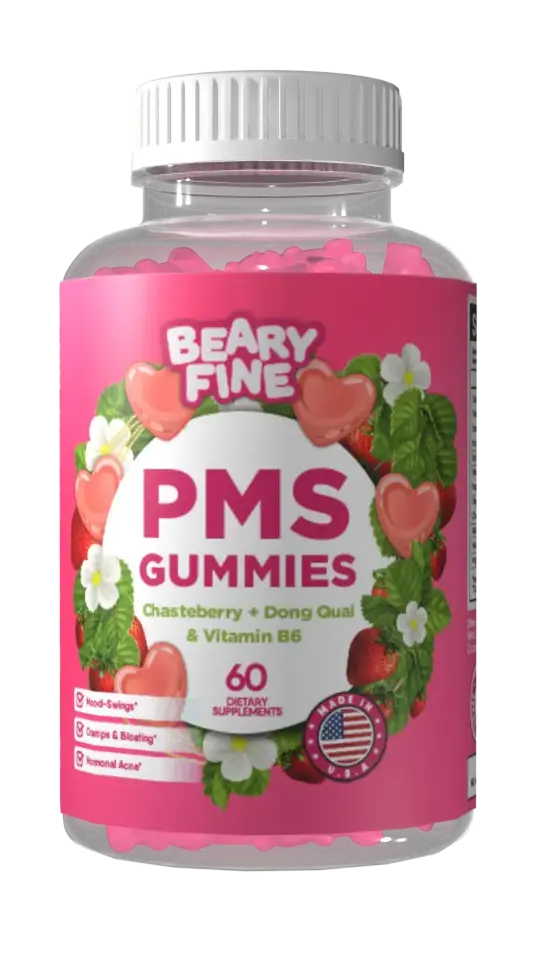 BEARY
FINE
PMS
GUMMIES
Chasteberry + Dong Quai
& Vitamin B6
60
DIETARY
SUPPLEMENTS
Mood-Swings*
Cramps & Bloating*
Hormonal Acne*
MADE IN
U.S.A